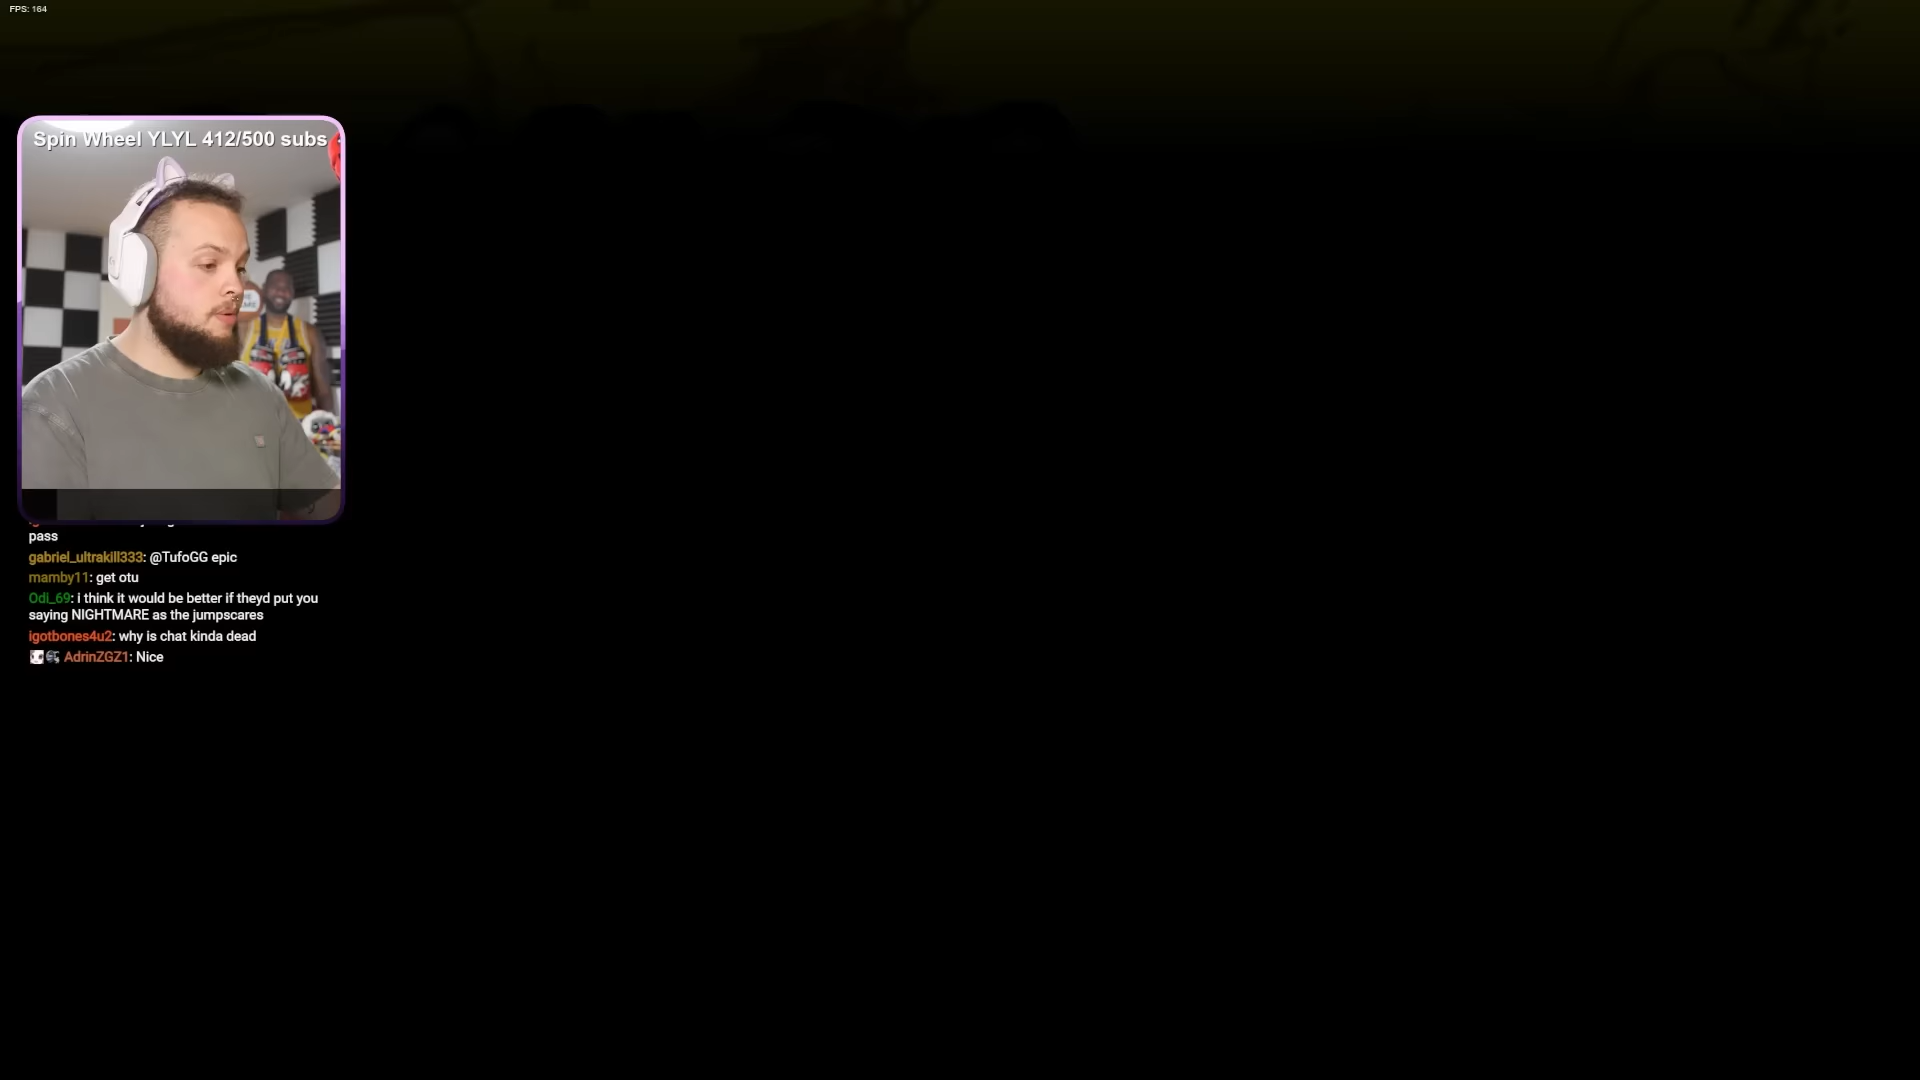 FPS: 164
Spin Wheel YLYL 412/500 subs
pass
gabriel_ultrakill333: @TufoGG epic
mamby11: get otu
Odi_69: i think it would be better if theyd put you
saying NIGHTMARE as the jumpscares
igotbones4u2: why is chat kinda dead
AdrinZGZ1: Nice